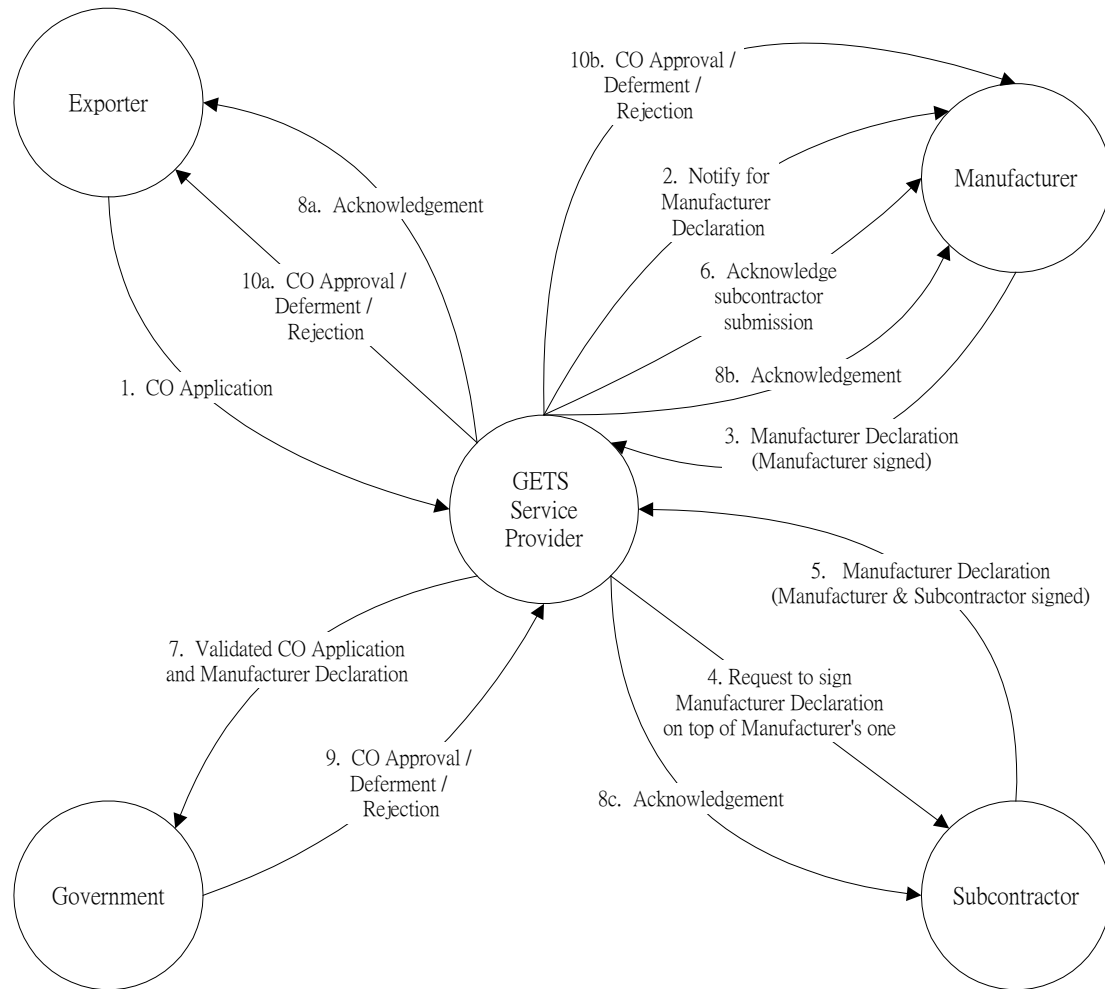 10b. CO Approval /
Deferment /
Rejection
Exporter
2. Notify for
Manufacturer
Declaration
Manufacturer
8a. Acknowledgement
10a. CO Approval /
Deferment /
Rejection
6. Acknowledge
subcontractor
submission
1. CO Application
8b. Acknowledgement
3. Manufacturer Declaration
(Manufacturer signed)
GETS
Service
Provider
5. Manufacturer Declaration
(Manufacturer & Subcontractor signed)
7. Validated CO Application
and Manufacturer Declaration
4. Request to sign
Manufacturer Declaration
on top of Manufacturer's one
9. CO Approval /
Deferment /
Rejection
8c. Acknowledgement
Government
Subcontractor